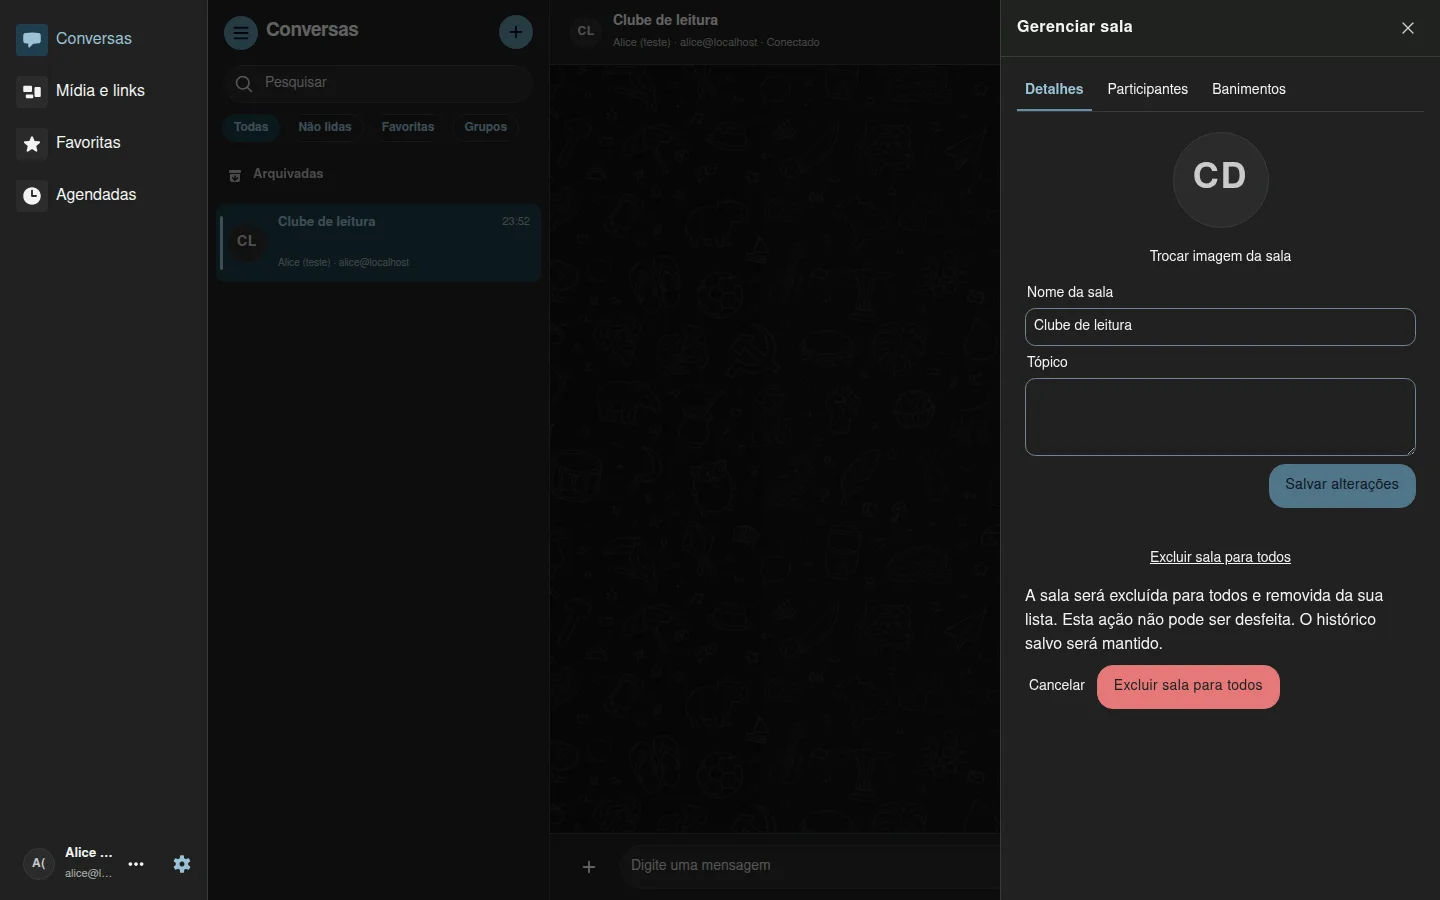 Conversas
Mídia e links
Favoritas
Agendadas
A(
Alice ...
alice@l...
Conversas
Pesquisar
Todas
Não lidas
Favoritas
Grupos
Arquivadas
CL
Clube de leitura
23:52
Alice (teste) · alice@localhost
CL
Clube de leitura
Alice (teste) · alice@localhost · Conectado
Digite uma mensagem
Gerenciar sala
Detalhes
Participantes
Banimentos
CD
Trocar imagem da sala
Nome da sala
Clube de leitura
Tópico
Salvar alterações
Excluir sala para todos
A sala será excluída para todos e removida da sua
lista. Esta ação não pode ser desfeita. O histórico
salvo será mantido.
Cancelar
Excluir sala para todos